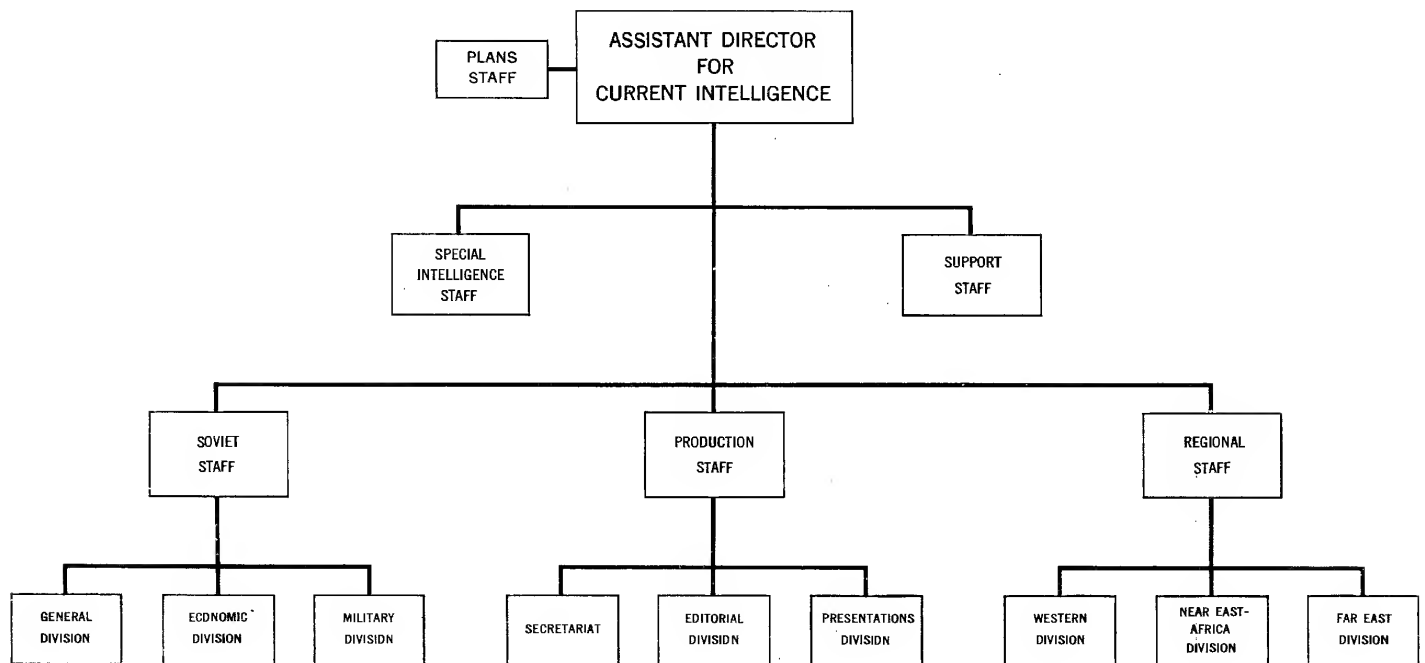 PLANS
STAFF
ASSISTANT DIRECTOR
FOR
CURRENT INTELLIGENCE
SPECIAL
INTELLIGENCE
STAFF
SUPPORT
STAFF
SOVIET
STAFF
PRODUCTION
STAFF
REGIONAL
STAFF
GENERAL
DIVISION
ECDNOMIC
DIVISION
MILITARY
DIVISIDN
SECRETARIAT
EDITORIAL
DIVISIDN
PRESENTATIONS
DIVISIDN
WESTERN
DIVISION
NEAR EAST-
AFRICA
DIVISION
FAR EAST
DIVISION